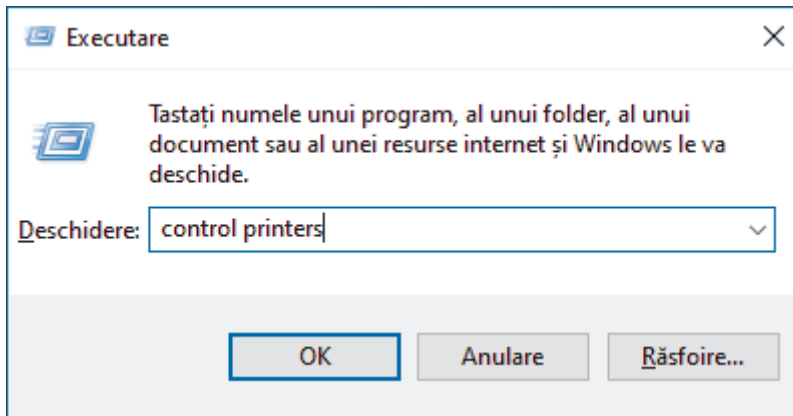 Executare
Tastați numele unui program, al unui folder, al unui
document sau al unei resurse internet și Windows le va
deschide.
Deschidere: control printers
OK Anulare Răsfoire...